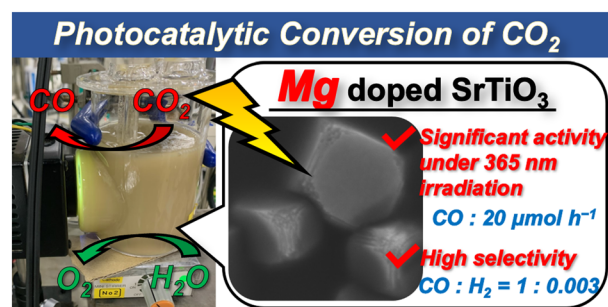 Photocatalytic Conversion of CO₂
CO CO₂
O₂ H₂O
[No2]
Mg doped SrTiO₃
Significant activity
under 365 nm
irradiation
CO : 20 µmol h⁻¹
High selectivity
CO : H₂ = 1 : 0.003